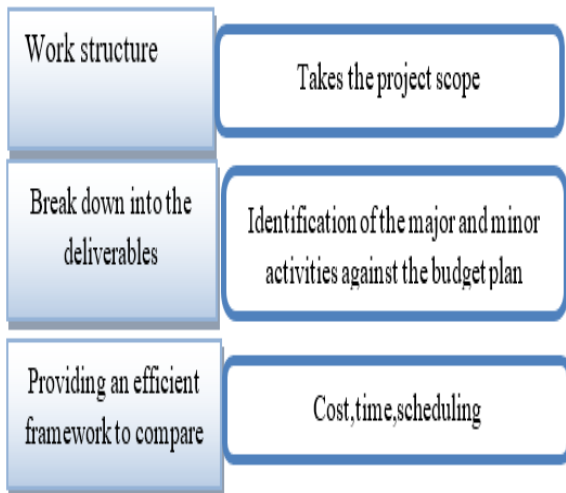 Work structure
Takes the project scope
Break down into the
deliverables
Identification of the major and minor
activities against the budget plan
Providing an efficient
framework to compare
Cost,time,scheduling